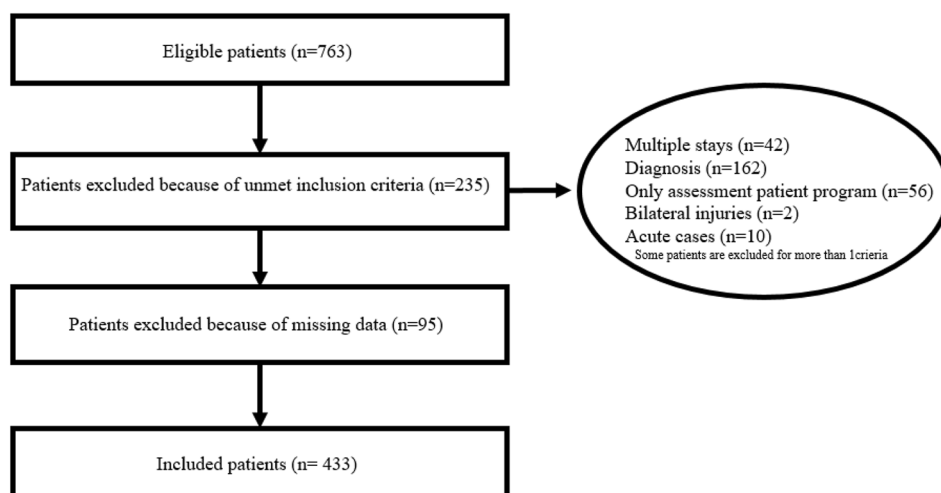 Eligible patients (n=763)
Patients excluded because of unmet inclusion criteria (n=235)
Multiple stays (n=42)
Diagnosis (n=162)
Only assessment patient program (n=56)
Bilateral injuries (n=2)
Acute cases (n=10)
Some patients are excluded for more than 1crieria
Patients excluded because of missing data (n=95)
Included patients (n= 433)